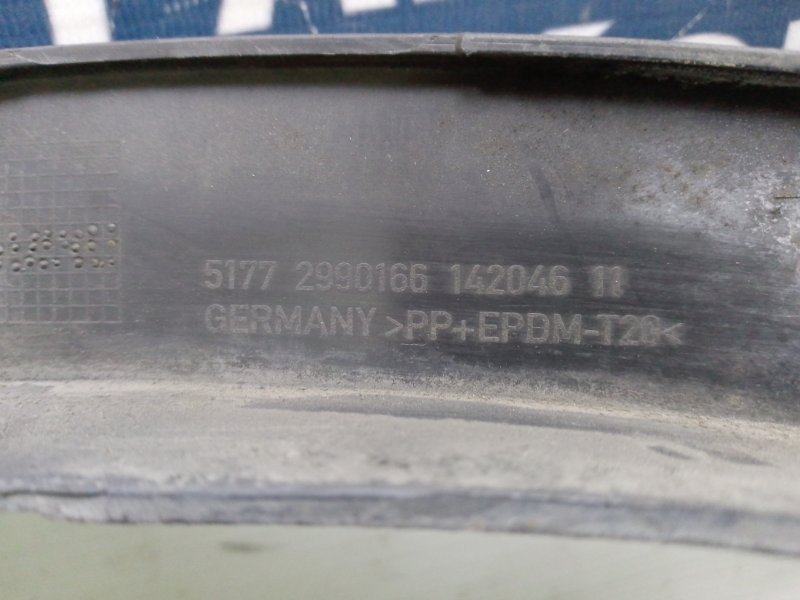 5177 2990166 142046 11
GERMANY >PP+EPDM-T20<